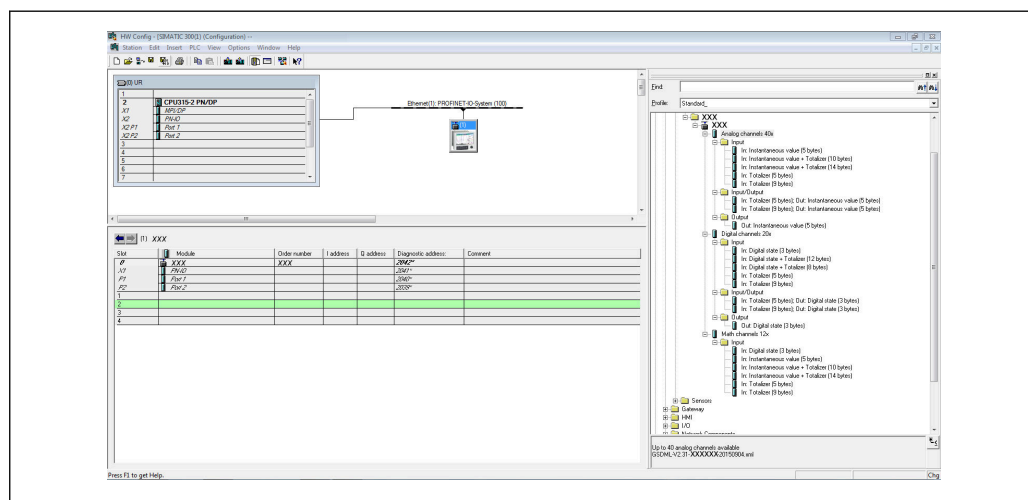 HW Config - [SIMATIC 300(1) (Configuration) --
Station Edit Insert PLC View Options Window Help
(0) UR
1
2 CPU315-2 PN/DP
X1 MPI/DP
X2 PN-IO
X2 P1 Port 1
X2 P2 Port 2
3
4
5
6
7
Ethernet(1): PROFINET-IO-System (100)
(1) XXX
Slot Module Order number I address Q address Diagnostic address: Comment
0 XXX XXX 2042*
X1 PN-IO 2041*
P1 Port 1 2040*
P2 Port 2 2039*
1
2
3
4
Find:
Profile: Standard_
XXX
XXX
Analog channels 40x
Input
In: Instantaneous value (5 bytes)
In: Instantaneous value + Totalizer (10 bytes)
In: Instantaneous value + Totalizer (14 bytes)
In: Totalizer (5 bytes)
In: Totalizer (9 bytes)
Input/Output
In: Totalizer (5 bytes); Out: Instantaneous value (5 bytes)
In: Totalizer (9 bytes); Out: Instantaneous value (5 bytes)
Output
Out: Instantaneous value (5 bytes)
Digital channels 20x
Input
In: Digital state (3 bytes)
In: Digital state + Totalizer (12 bytes)
In: Digital state + Totalizer (8 bytes)
In: Totalizer (5 bytes)
In: Totalizer (9 bytes)
Input/Output
In: Totalizer (5 bytes); Out: Digital state (3 bytes)
In: Totalizer (9 bytes); Out: Digital state (3 bytes)
Output
Out: Digital state (3 bytes)
Math channels 12x
Input
In: Digital state (3 bytes)
In: Instantaneous value (5 bytes)
In: Instantaneous value + Totalizer (10 bytes)
In: Instantaneous value + Totalizer (14 bytes)
In: Totalizer (5 bytes)
In: Totalizer (9 bytes)
Sensors
Gateway
HMI
I/O
Network Components
Up to 40 analog channels available
GSDML-V2.31-XXXXXX-20150904.xml
Press F1 to get Help.
Chg